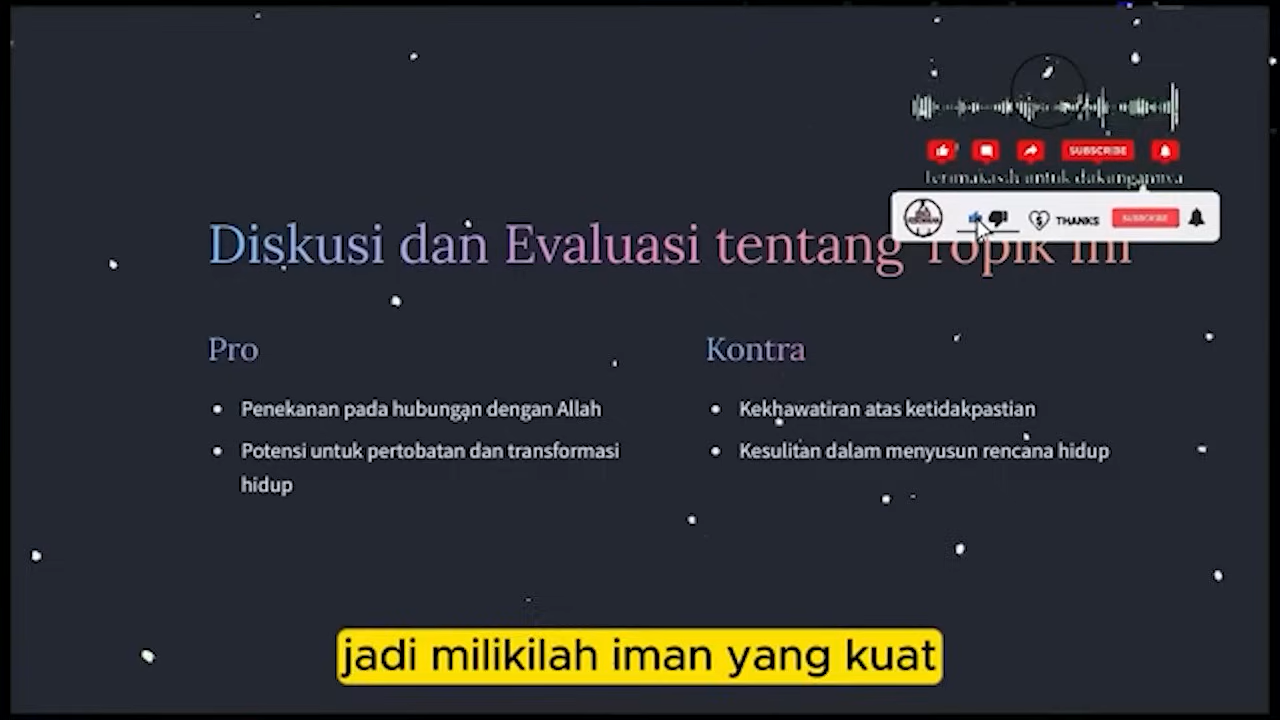 SUBSCRIBE
Terimakasih untuk dukungannya
THANKS
SUBSCRIBE
Diskusi dan Evaluasi tentang Topik Ini
Pro
Penekanan pada hubungan dengan Allah
Potensi untuk pertobatan dan transformasi
hidup
Kontra
Kekhawatiran atas ketidakpastian
Kesulitan dalam menyusun rencana hidup
jadi milikilah iman yang kuat